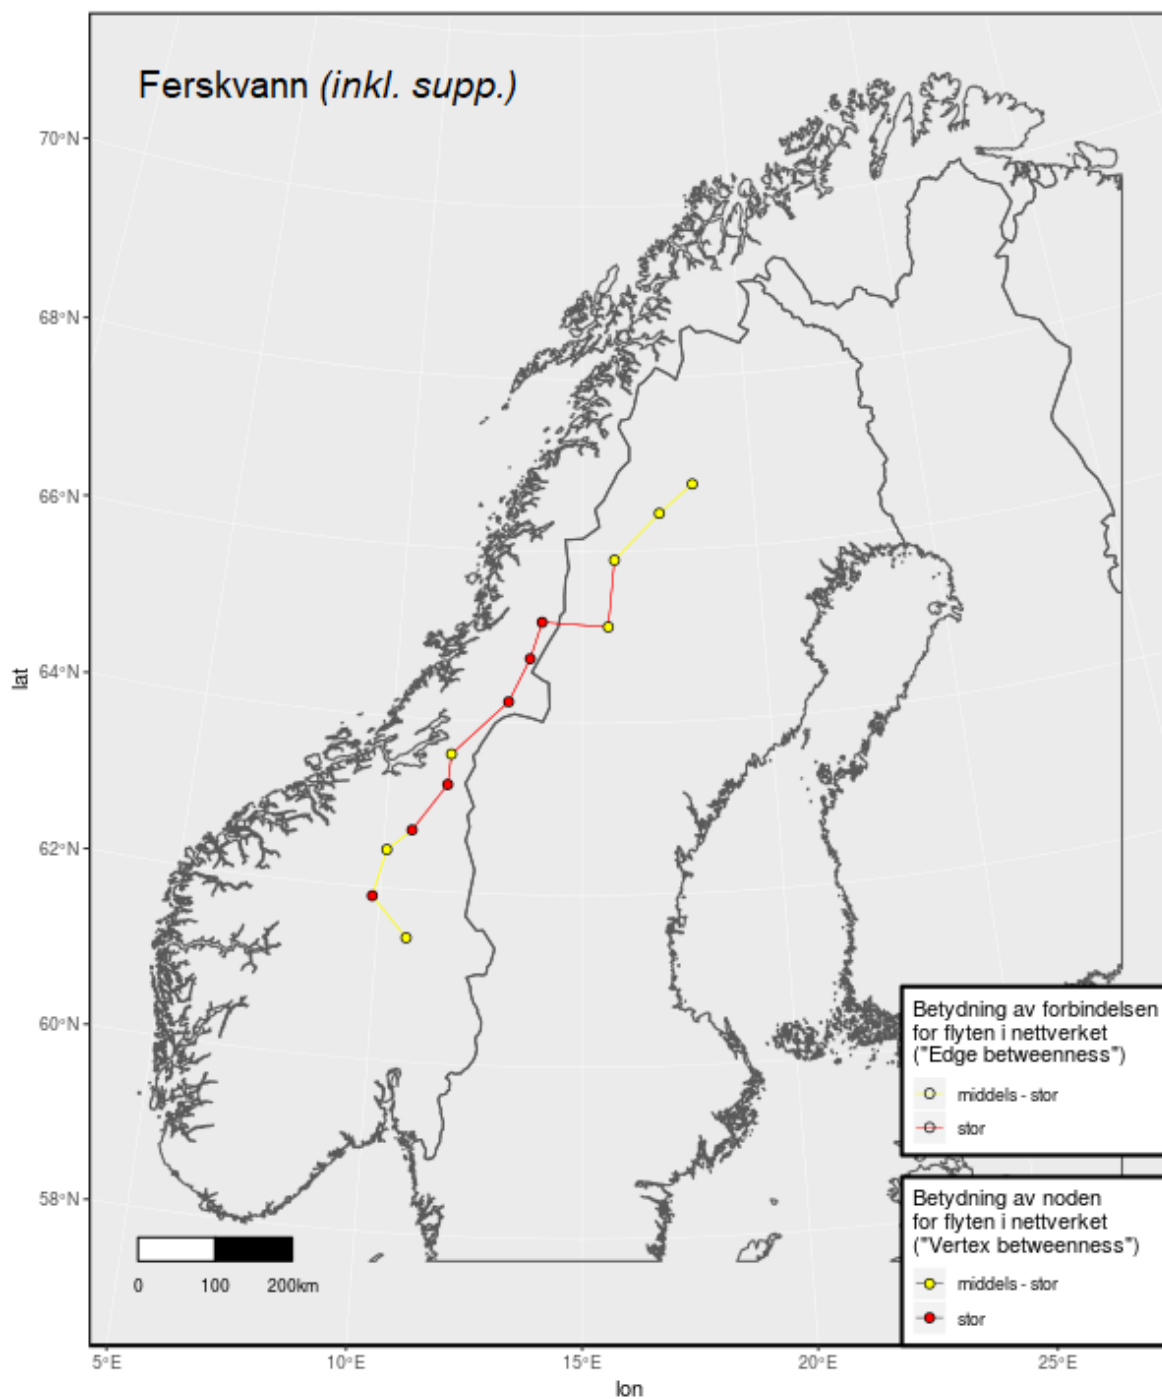 Ferskvann (inkl. supp.)
70°N
68°N
66°N
64°N
62°N
60°N
58°N
lat
Betydning av forbindelsen
for flyten i nettverket
("Edge betweenness")
middels - stor
stor
Betydning av noden
for flyten i nettverket
("Vertex betweenness")
middels - stor
stor
0 100 200km
5°E 10°E 15°E 20°E 25°E
lon